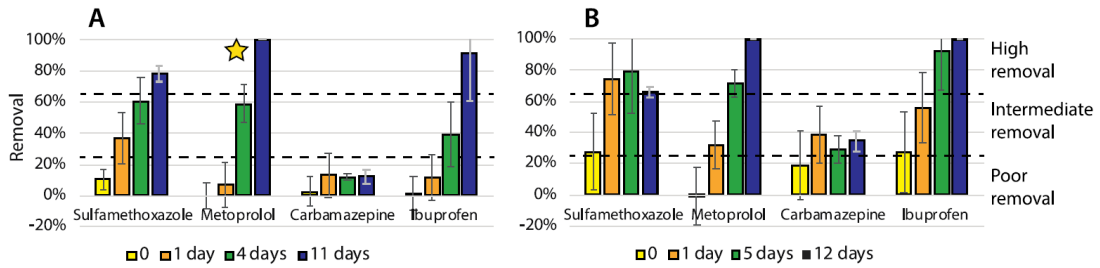 A
B
Removal
100%
80%
60%
40%
20%
0%
-20%
Sulfamethoxazole Metoprolol Carbamazepine Ibuprofen
0 1 day 4 days 11 days
100%
80%
60%
40%
20%
0%
-20%
Sulfamethoxazole Metoprolol Carbamazepine Ibuprofen
0 1 day 5 days 12 days
High
removal
Intermediate
removal
Poor
removal